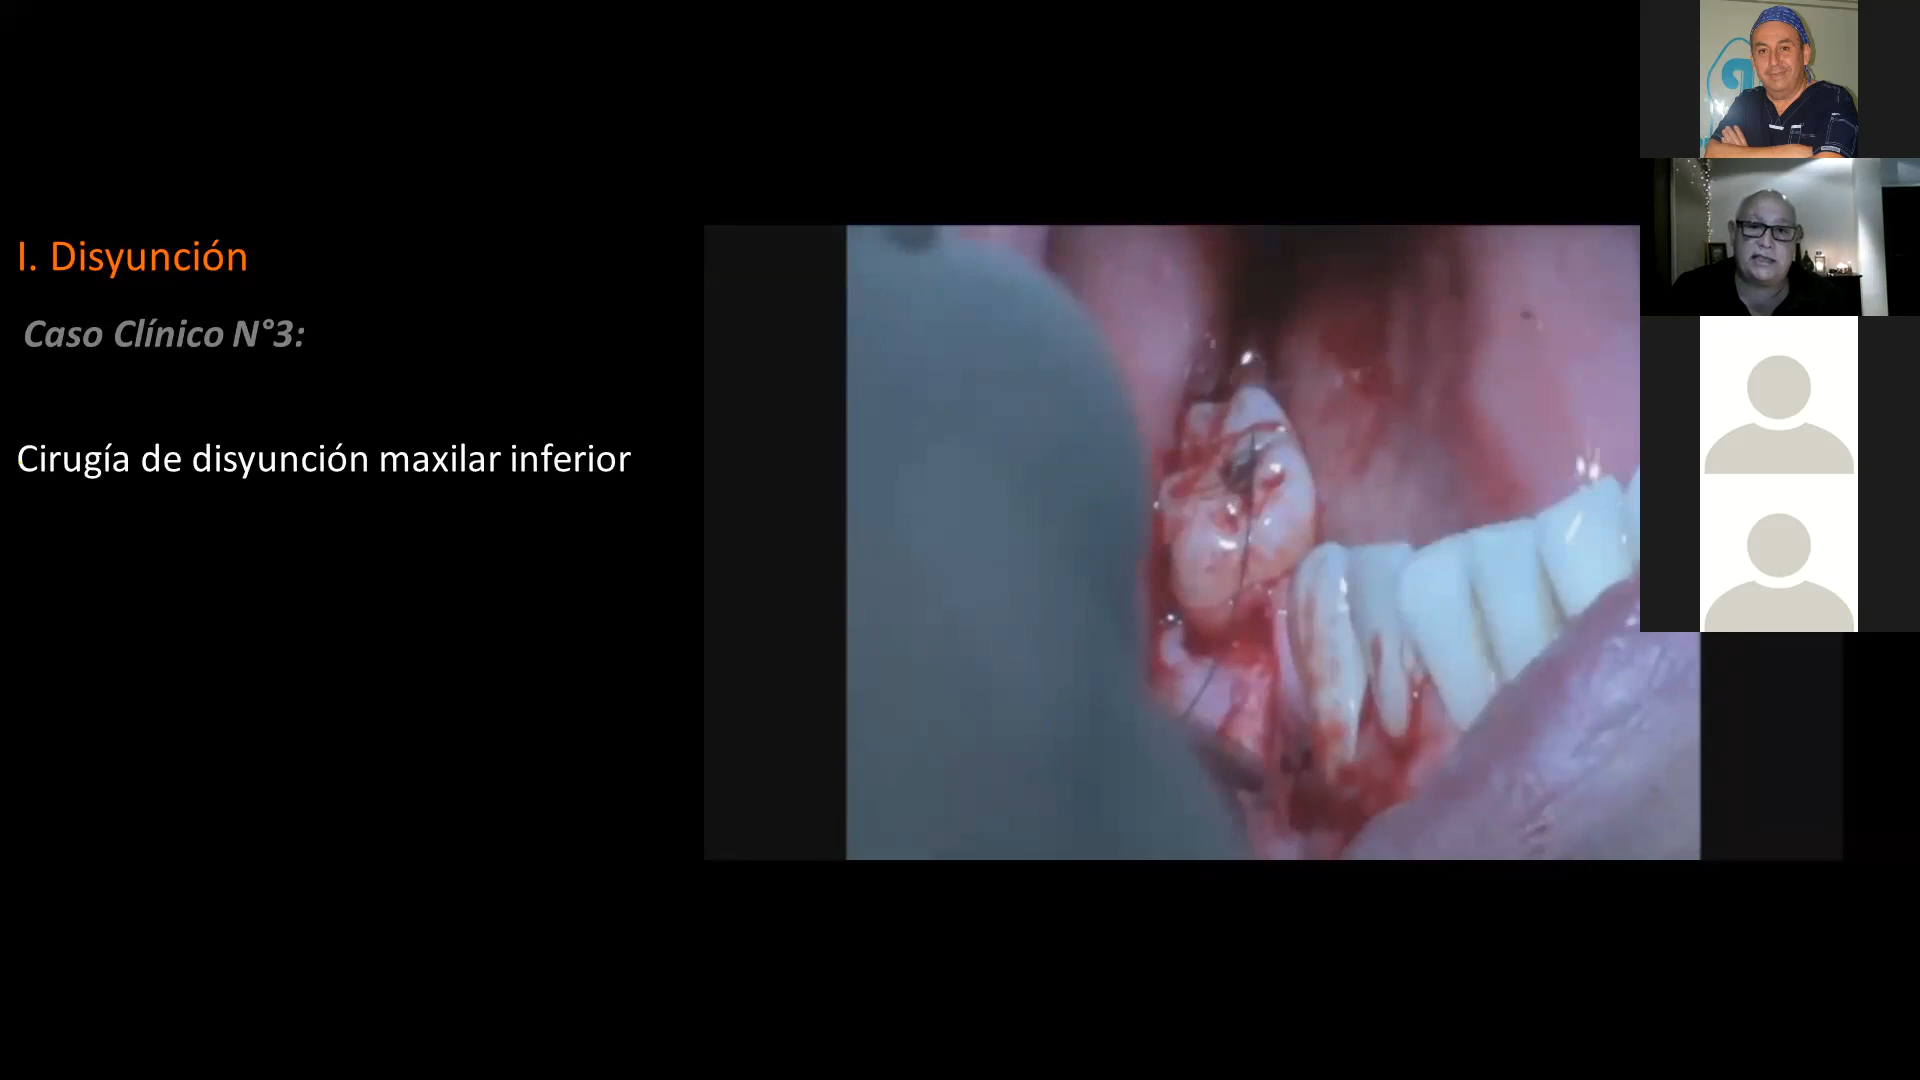 I. Disyunción
Caso Clínico N°3:
Cirugía de disyunción maxilar inferior